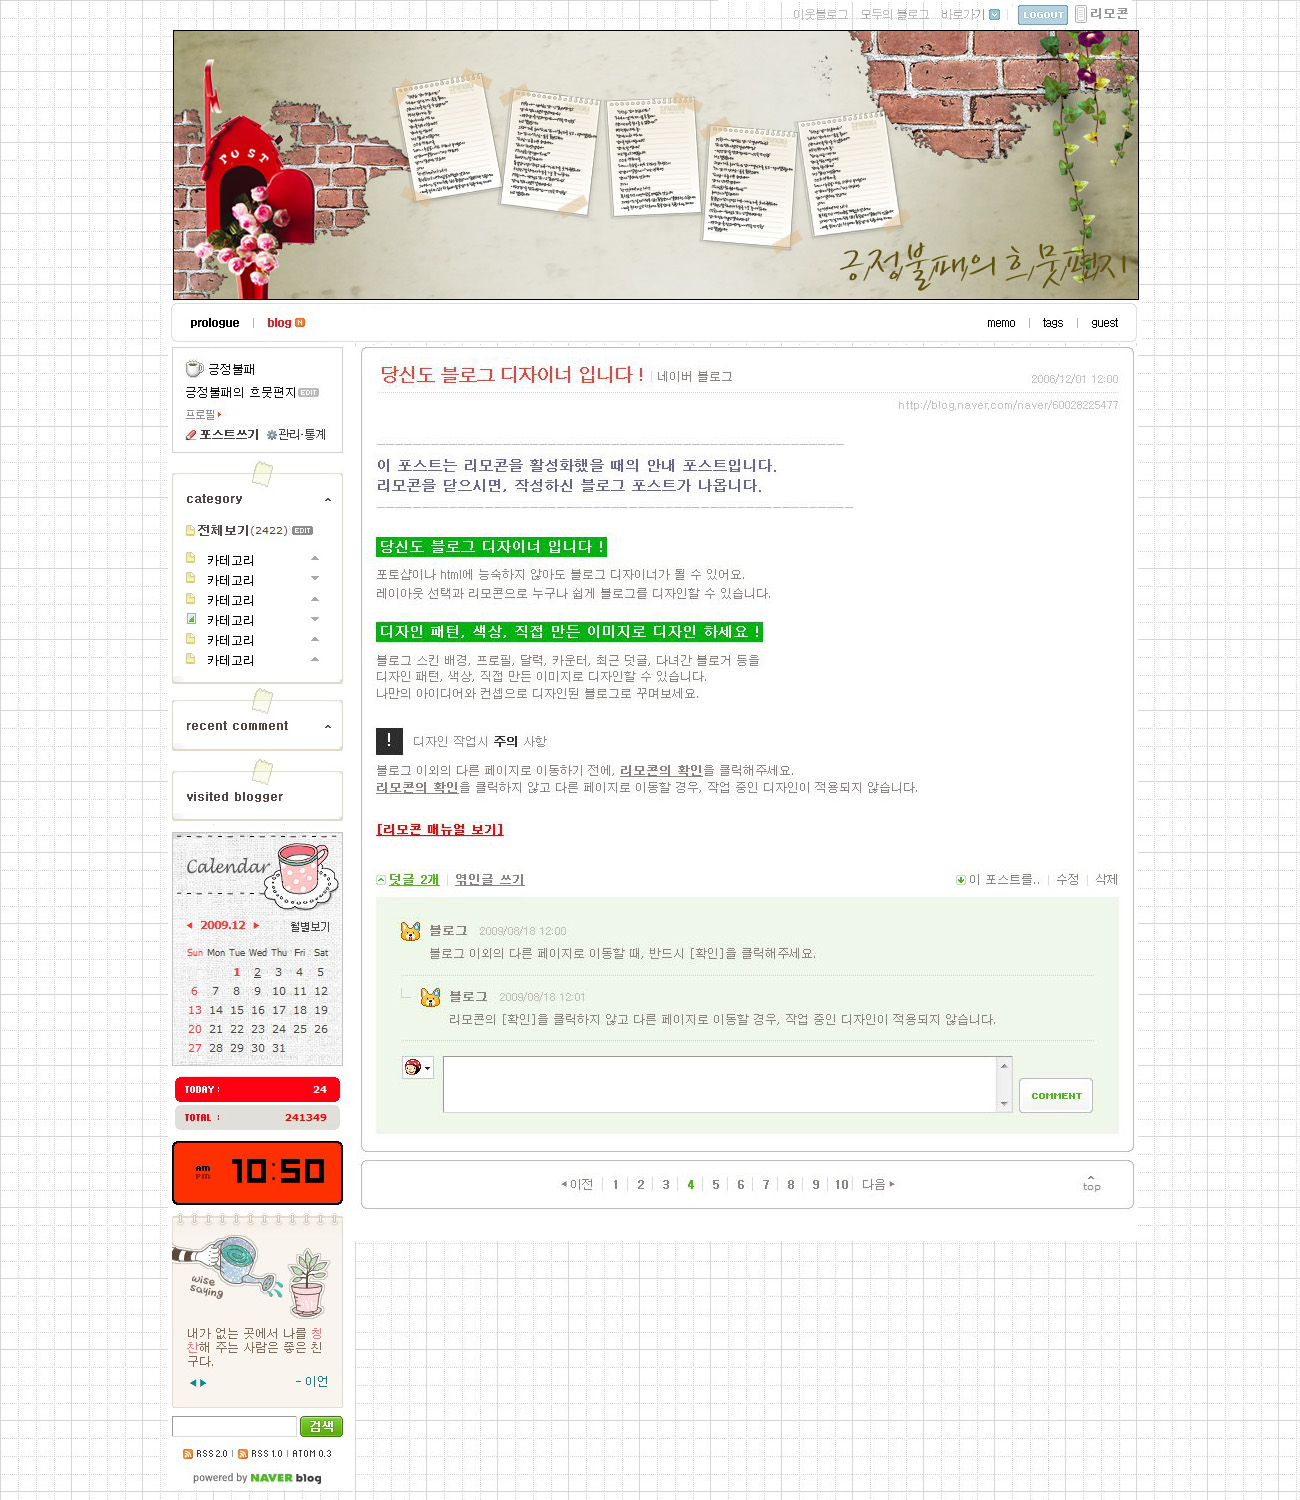 이웃블로그 모두의 블로그 바로가기 LOGOUT 리모콘
POST
긍정불패의 흐뭇편지
prologue blog N memo tags guest
긍정불패
긍정불패의 흐뭇편지 EDIT
프로필
포스트쓰기 관리·통계
category
전체보기(2422) EDIT
카테고리
카테고리
카테고리
카테고리
카테고리
카테고리
recent comment
visited blogger
Calendar
2009.12 월별보기
Sun Mon Tue Wed Thu Fri Sat
1 2 3 4 5
6 7 8 9 10 11 12
13 14 15 16 17 18 19
20 21 22 23 24 25 26
27 28 29 30 31
TODAY : 24
TOTAL : 241349
AM
PM
10:50
wise
saying
내가 없는 곳에서 나를 칭
찬해 주는 사람은 좋은 친
구다.
- 이언
검색
RSS 2.0 | RSS 1.0 | ATOM 0.3
powered by NAVER blog
당신도 블로그 디자이너 입니다 ! | 네이버 블로그
2006/12/01 12:00
http://blog.naver.com/naver/60028225477
이 포스트는 리모콘을 활성화했을 때의 안내 포스트입니다.
리모콘을 닫으시면, 작성하신 블로그 포스트가 나옵니다.
당신도 블로그 디자이너 입니다 !
포토샵이나 html에 능숙하지 않아도 블로그 디자이너가 될 수 있어요.
레이아웃 선택과 리모콘으로 누구나 쉽게 블로그를 디자인할 수 있습니다.
디자인 패턴, 색상, 직접 만든 이미지로 디자인 하세요 !
블로그 스킨 배경, 프로필, 달력, 카운터, 최근 덧글, 다녀간 블로거 등을
디자인 패턴, 색상, 직접 만든 이미지로 디자인할 수 있습니다.
나만의 아이디어와 컨셉으로 디자인된 블로그로 꾸며보세요.
! 디자인 작업시 주의 사항
블로그 이외의 다른 페이지로 이동하기 전에, 리모콘의 확인을 클릭해주세요.
리모콘의 확인을 클릭하지 않고 다른 페이지로 이동할 경우, 작업 중인 디자인이 적용되지 않습니다.
[리모콘 매뉴얼 보기]
덧글 2개 | 엮인글 쓰기 이 포스트를.. | 수정 | 삭제
블로그 2009/08/18 12:00
블로그 이외의 다른 페이지로 이동할 때, 반드시 [확인]을 클릭해주세요.
블로그 2009/08/18 12:01
리모콘의 [확인]을 클릭하지 않고 다른 페이지로 이동할 경우, 작업 중인 디자인이 적용되지 않습니다.
COMMENT
이전 1 2 3 4 5 6 7 8 9 10 다음
top